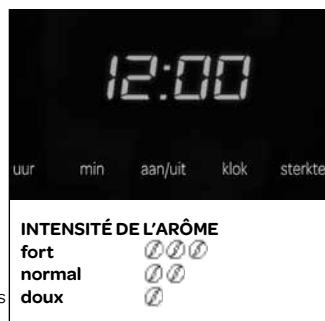 12:00
uur min aan/uit klok sterkte
INTENSITÉ DE L'ARÔME
fort
normal
s doux